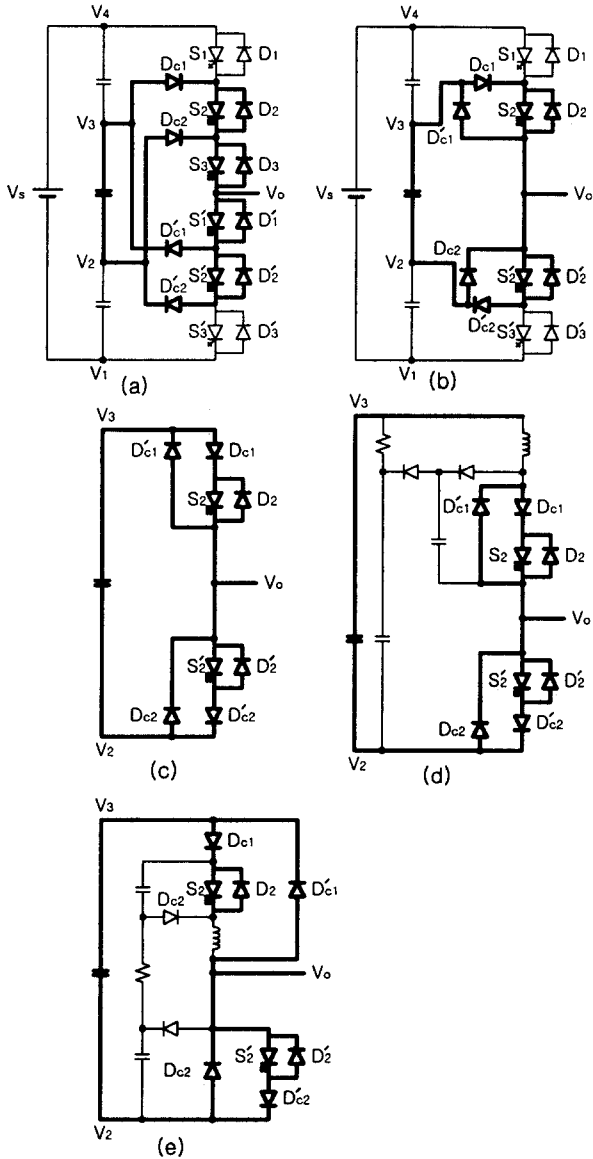 V4 V4
S1 D1 S1 D1
Dc1 Dc1
S2 D2 S2 D2
V3 Dc2 V3 D′c1
S3 D3
Vs Vo Vs Vo
S′1 D′1
V2 D′c1 V2 Dc2
S′2 D′2 S′2 D′2
D′c2 D′c2
S′3 D′3 S′3 D′3
V1 V1
(a) (b)
V3 V3
D′c1 Dc1
S2 D2 D′c1 Dc1
S2 D2
Vo Vo
S′2 D′2 S′2 D′2
Dc2 D′c2 Dc2 D′c2
V2 V2
(c) (d)
V3
Dc1
S2 D2 D′c1
Dc2
Vo
Dc2 S′2 D′2
D′c2
V2
(e)